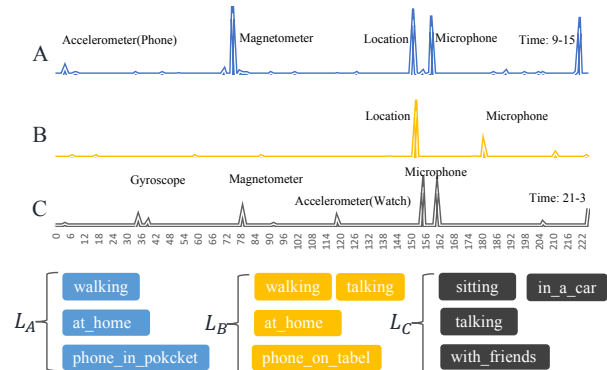 A
Accelerometer(Phone)
Magnetometer
Location
Microphone
Time: 9-15
B
Location
Microphone
C
Gyroscope
Magnetometer
Accelerometer(Watch)
Microphone
Time: 21-3
0 6 12 18 24 30 36 42 48 54 60 66 72 78 84 90 96 102 108 114 120 126 132 138 144 150 156 162 168 174 180 186 192 198 204 210 216 222
L_A
walking
at_home
phone_in_pokcket
L_B
walking talking
at_home
phone_on_tabel
L_C
sitting in_a_car
talking
with_friends